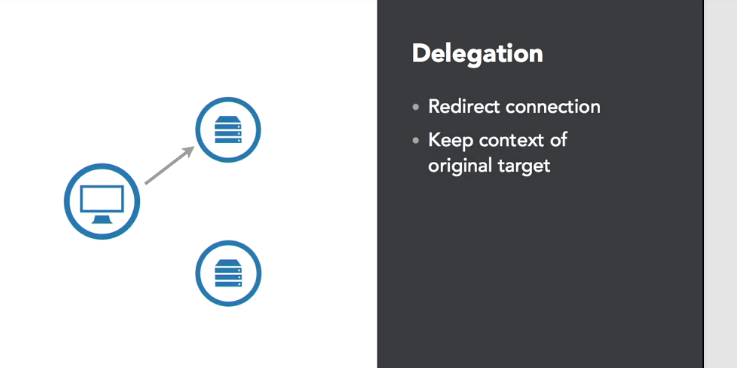 Delegation
• Redirect connection
• Keep context of
original target